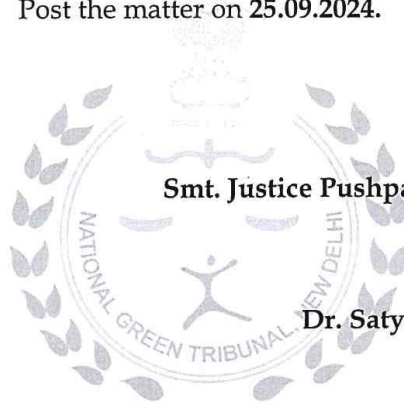 Post the matter on 25.09.2024.
Smt. Justice Pushpa
Dr. Saty
NATIONAL GREEN TRIBUNAL, NEW DELHI